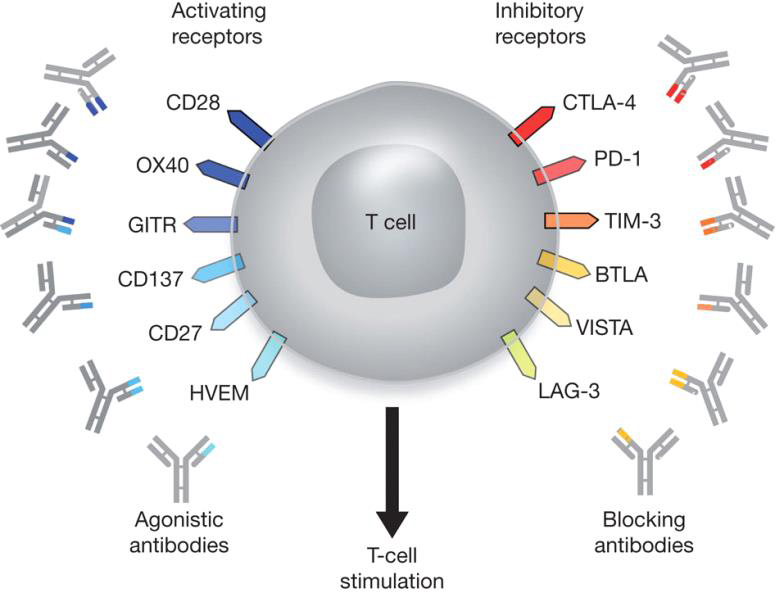 Activating
receptors
Inhibitory
receptors
CD28
CTLA-4
OX40
PD-1
GITR
T cell
TIM-3
CD137
BTLA
CD27
VISTA
HVEM
LAG-3
Agonistic
antibodies
Blocking
antibodies
T-cell
stimulation